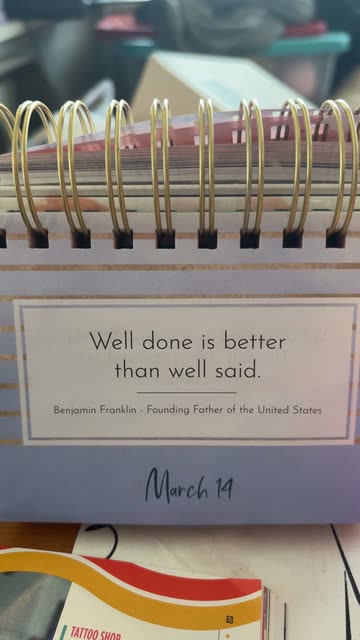 Well done is better
than well said.
Benjamin Franklin - Founding Father of the United States
March 14
53
TATTOO SHOP